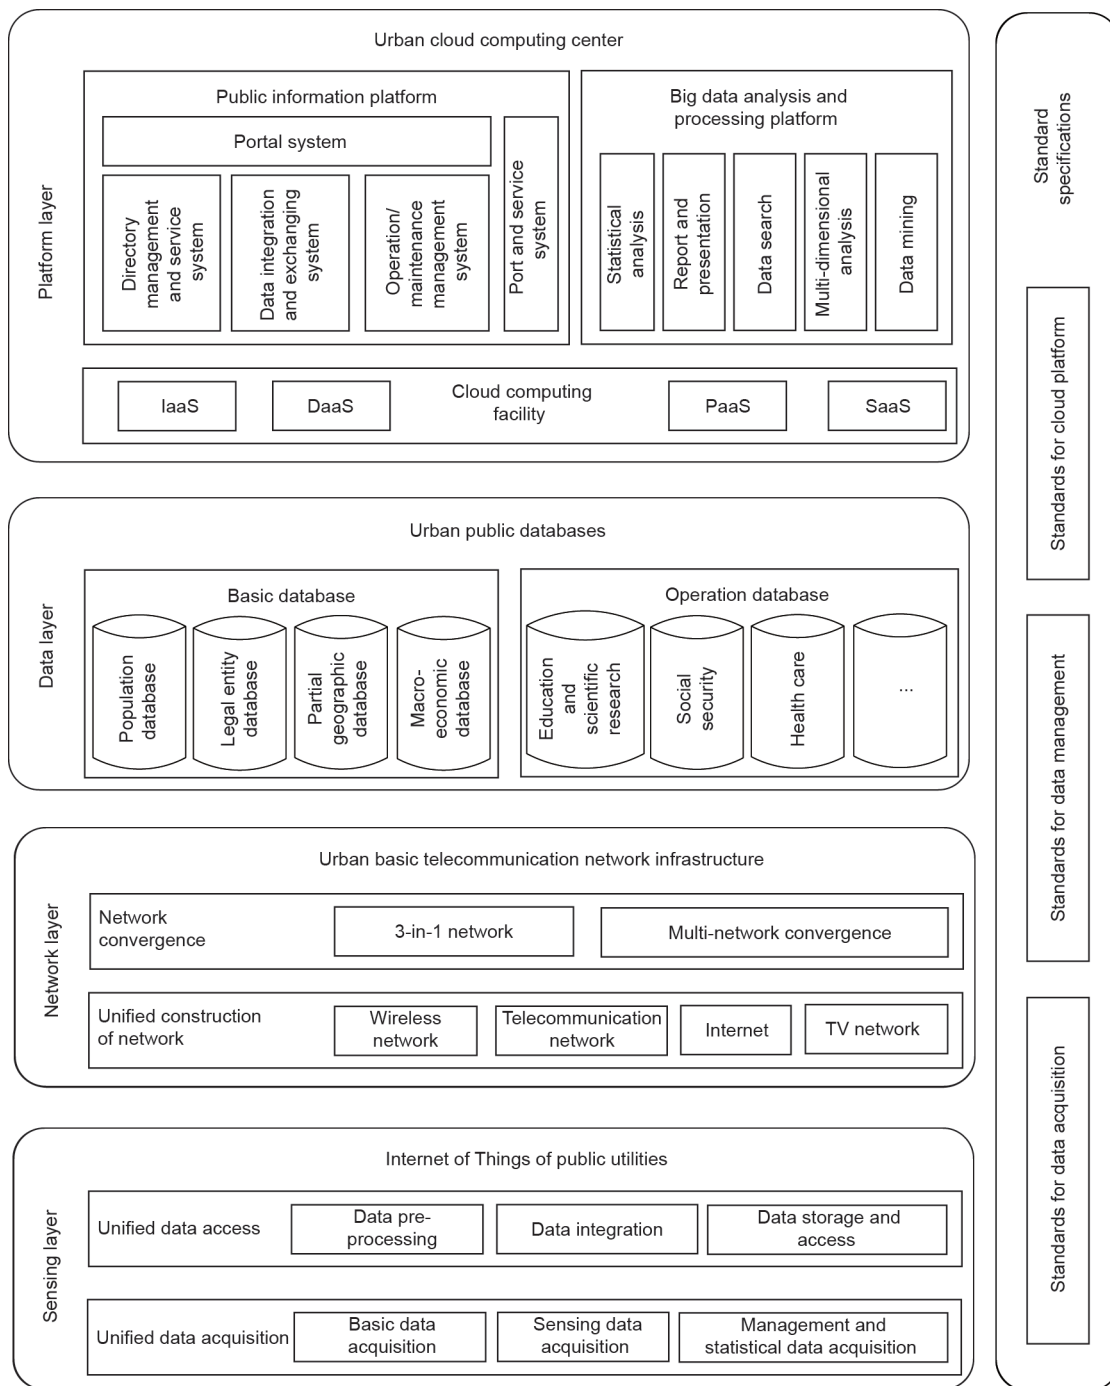 Urban cloud computing center
Platform layer
Public information platform
Portal system
Directory
management
and service
system
Data integration
and exchanging
system
Operation/
maintenance
management
system
Port and service
system
Big data analysis and
processing platform
Statistical
analysis
Report and
presentation
Data search
Multi-dimensional
analysis
Data mining
IaaS
DaaS
Cloud computing
facility
PaaS
SaaS
Urban public databases
Data layer
Basic database
Population
database
Legal entity
database
Partial
geographic
database
Macro-
economic
database
Operation database
Education
and
scientific
research
Social
security
Health care
...
Urban basic telecommunication network infrastructure
Network layer
Network
convergence
3-in-1 network
Multi-network convergence
Unified construction
of network
Wireless
network
Telecommunication
network
Internet
TV network
Internet of Things of public utilities
Sensing layer
Unified data access
Data pre-
processing
Data integration
Data storage and
access
Unified data acquisition
Basic data
acquisition
Sensing data
acquisition
Management and
statistical data acquisition
Standard
specifications
Standards for cloud platform
Standards for data management
Standards for data acquisition